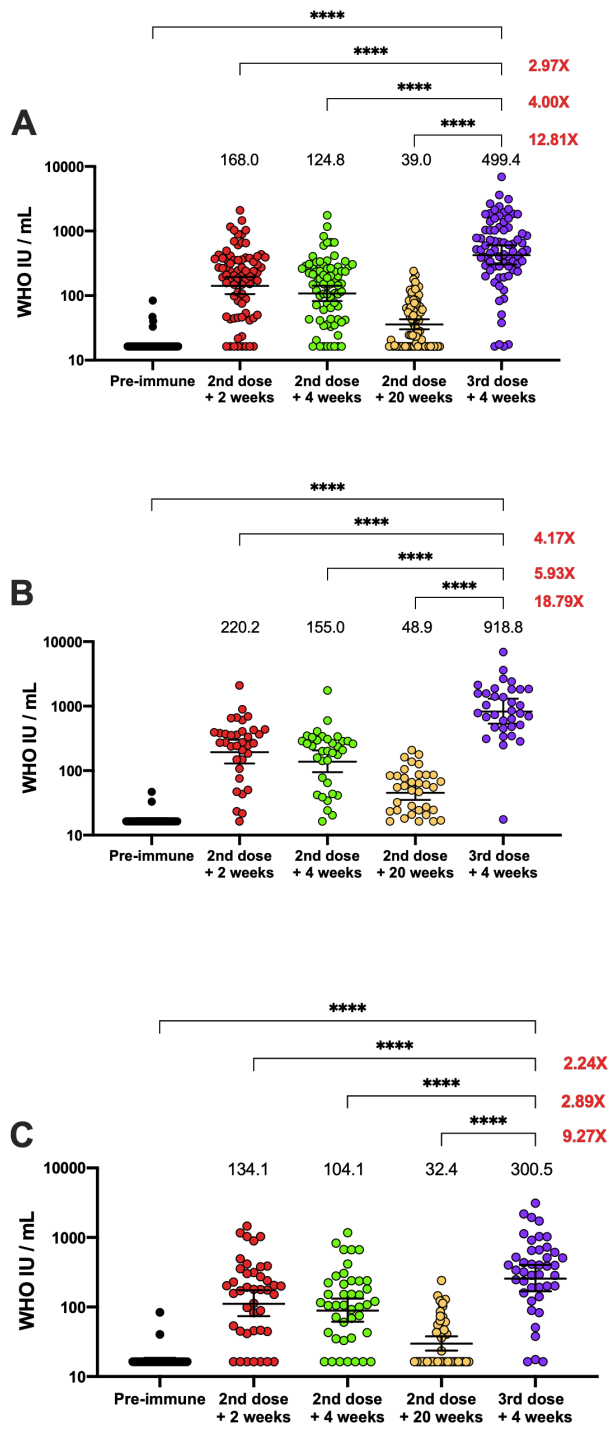 ****
****
2.97X
****
4.00X
****
12.81X
A
168.0 124.8 39.0 499.4
10000
1000
100
10
WHO IU / mL
Pre-immune 2nd dose + 2 weeks 2nd dose + 4 weeks 2nd dose + 20 weeks 3rd dose + 4 weeks
****
****
4.17X
****
5.93X
****
18.79X
B
220.2 155.0 48.9 918.8
10000
1000
100
10
WHO IU / mL
Pre-immune 2nd dose + 2 weeks 2nd dose + 4 weeks 2nd dose + 20 weeks 3rd dose + 4 weeks
****
****
2.24X
****
2.89X
****
9.27X
C
134.1 104.1 32.4 300.5
10000
1000
100
10
WHO IU / mL
Pre-immune 2nd dose + 2 weeks 2nd dose + 4 weeks 2nd dose + 20 weeks 3rd dose + 4 weeks